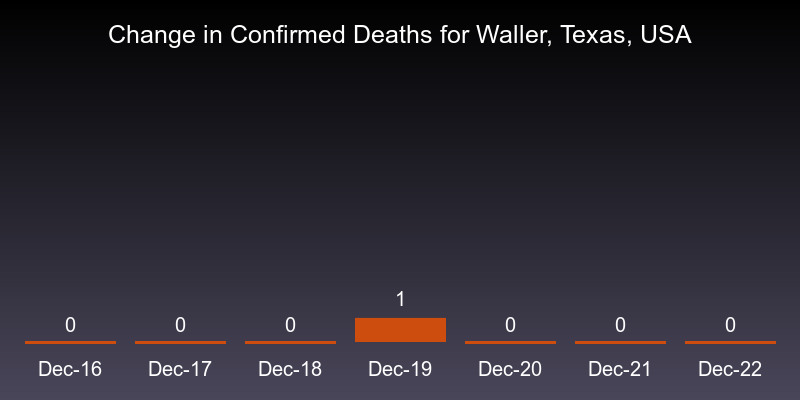 Change in Confirmed Deaths for Waller, Texas, USA
0 0 0 1 0 0 0
Dec-16 Dec-17 Dec-18 Dec-19 Dec-20 Dec-21 Dec-22